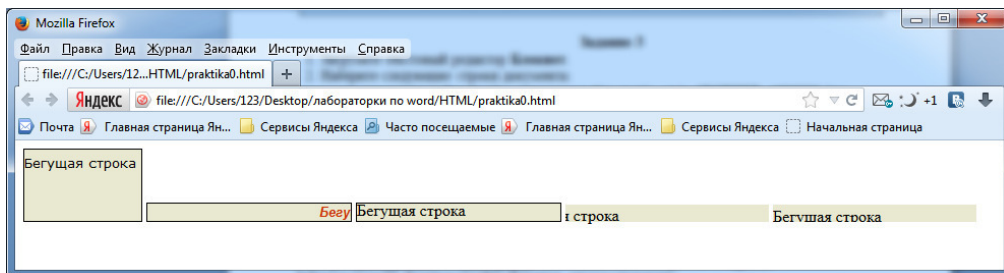 Mozilla Firefox
Файл Правка Вид Журнал Закладки Инструменты Справка
file:///C:/Users/12...HTML/praktika0.html +
Яндекс file:///C:/Users/123/Desktop/лабораторки по word/HTML/praktika0.html +1
Почта Я Главная страница Ян... Сервисы Яндекса Часто посещаемые Я Главная страница Ян... Сервисы Яндекса Начальная страница
Бегущая строка
Бегу Бегущая строка строка Бегущая строка